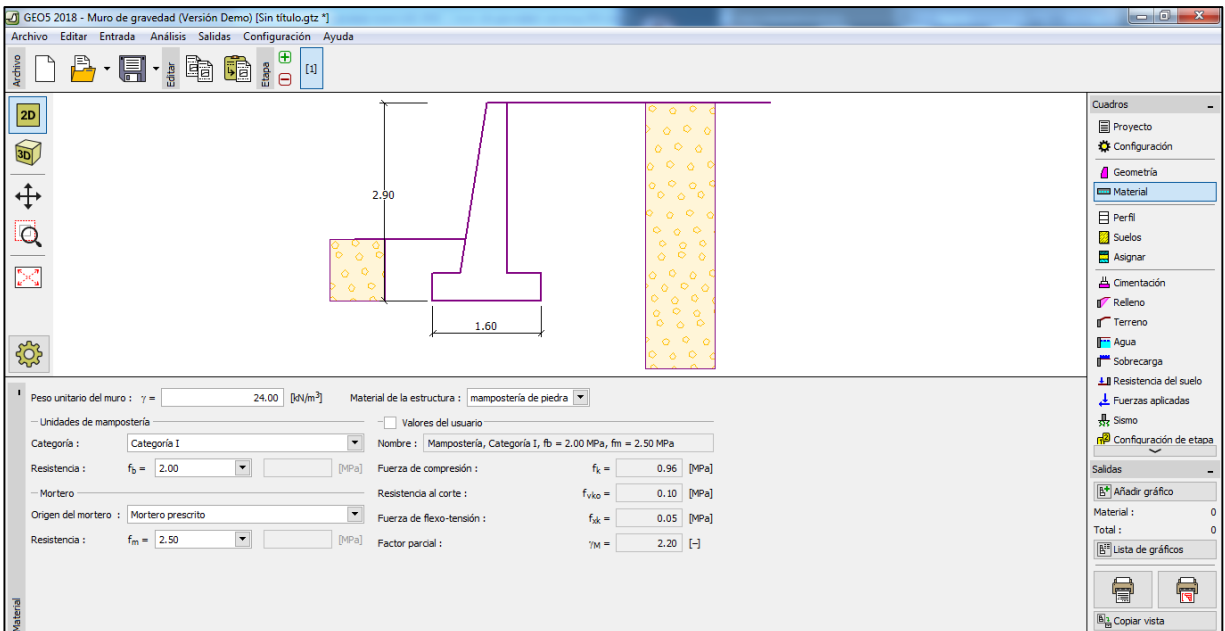 GEO5 2018 - Muro de gravedad (Versión Demo) [Sin título.gtz *]
Archivo Editar Entrada Análisis Salidas Configuración Ayuda
Archivo
Editar
Etapa
[1]
2D
3D
2.90
1.60
Cuadros
Proyecto
Configuración
Geometría
Material
Perfil
Suelos
Asignar
Cimentación
Relleno
Terreno
Agua
Sobrecarga
Resistencia del suelo
Fuerzas aplicadas
Sismo
Configuración de etapa
Salidas
Añadir gráfico
Material : 0
Total : 0
Lista de gráficos
Copiar vista
Material
Peso unitario del muro : γ = 24.00 [kN/m³] Material de la estructura : mampostería de piedra
Unidades de mampostería
Categoría : Categoría I
Resistencia : fb = 2.00 [MPa]
Mortero
Origen del mortero : Mortero prescrito
Resistencia : fm = 2.50 [MPa]
Valores del usuario
Nombre : Mampostería, Categoría I, fb = 2.00 MPa, fm = 2.50 MPa
Fuerza de compresión : fk = 0.96 [MPa]
Resistencia al corte : fvko = 0.10 [MPa]
Fuerza de flexo-tensión : fxk = 0.05 [MPa]
Factor parcial : γM = 2.20 [–]